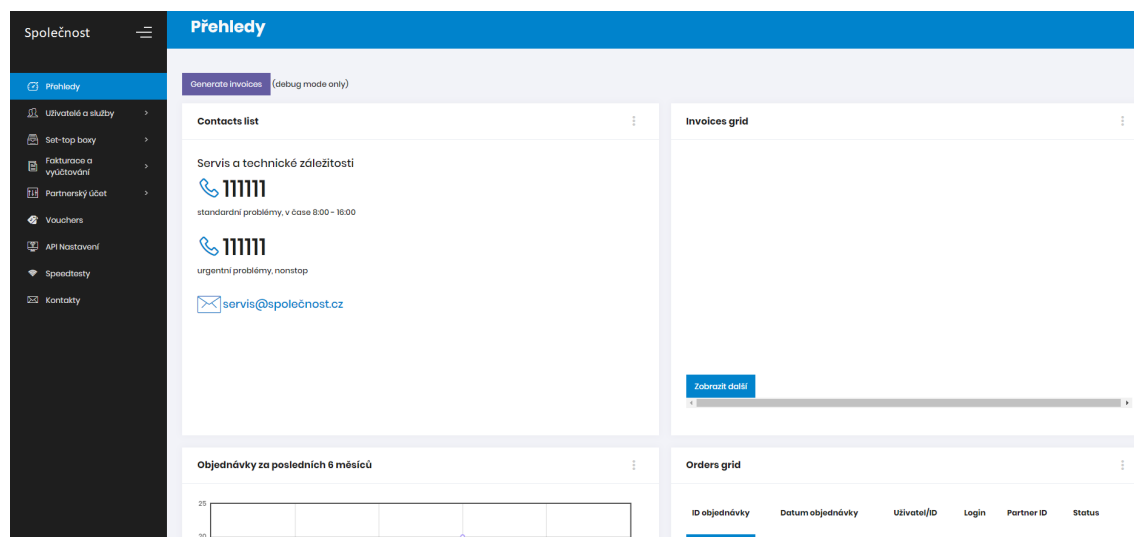 Společnost
Přehledy
Přehledy
Uživatelé a služby
Set-top boxy
Fakturace a
vyúčtování
Partnerský účet
Vouchers
API Nastavení
Speedtesty
Kontakty
Generate invoices (debug mode only)
Contacts list
Servis a technické záležitosti
111111
standardní problémy, v čase 8:00 - 16:00
111111
urgentní problémy, nonstop
servis@společnost.cz
Invoices grid
Zobrazit další
Objednávky za posledních 6 měsíců
25
20
Orders grid
ID objednávky Datum objednávky Uživatel/ID Login Partner ID Status